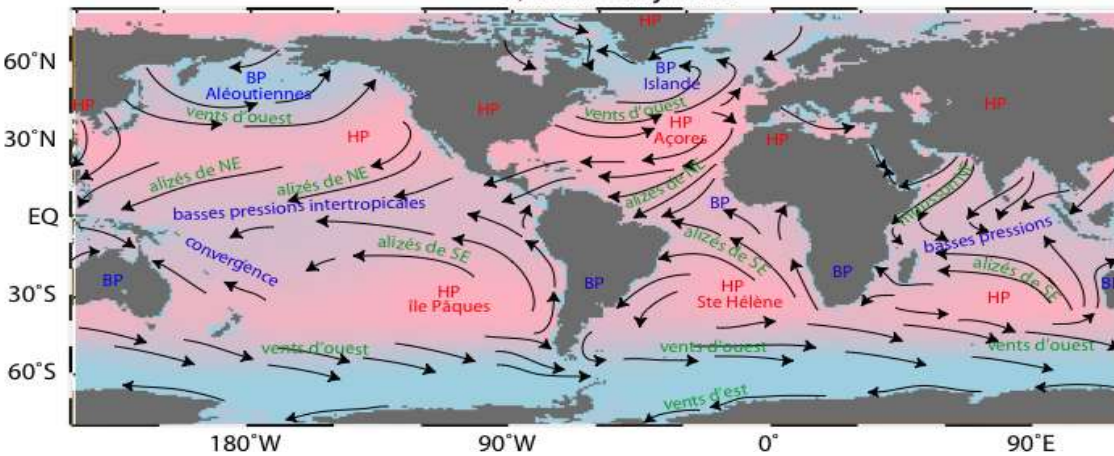 60°N
30°N
EQ
30°S
60°S
180°W
90°W
0°
90°E
HP
BP
Aléoutiennes
vents d'ouest
HP
HP
HP
BP
Islande
vents d'ouest
HP
Açores
HP
HP
alizés de NE
alizés de NE
alizés de NE
basses pressions intertropicales
BP
basses pressions
convergence
alizés de SE
alizés de SE
alizés de SE
BP
HP
île Pâques
BP
HP
Ste Hélène
BP
HP
vents d'ouest
vents d'ouest
vents d'ouest
vents d'est